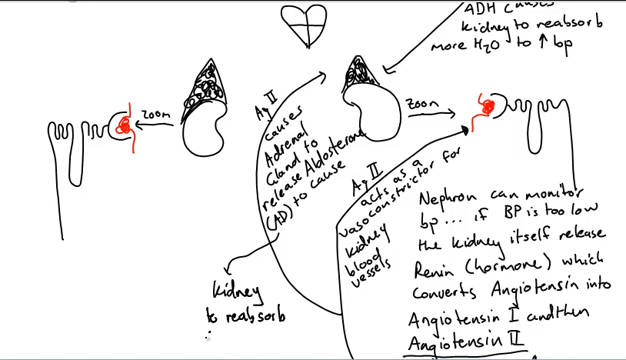 ADH causes
kidney to reabsorb
more H2O to ↑ bp
zoom
zoom
Ag II
causes
Adrenal
Gland to
release Aldosterone
(AD) to cause
kidney
to reabsorb
Ag II
acts as a
vasoconstrictor for
kidney
blood
vessels
Nephron can monitor
bp ... if BP is too low
the kidney itself release
Renin (hormone) which
converts Angiotensin into
Angiotensin I and then
Angiotensin II